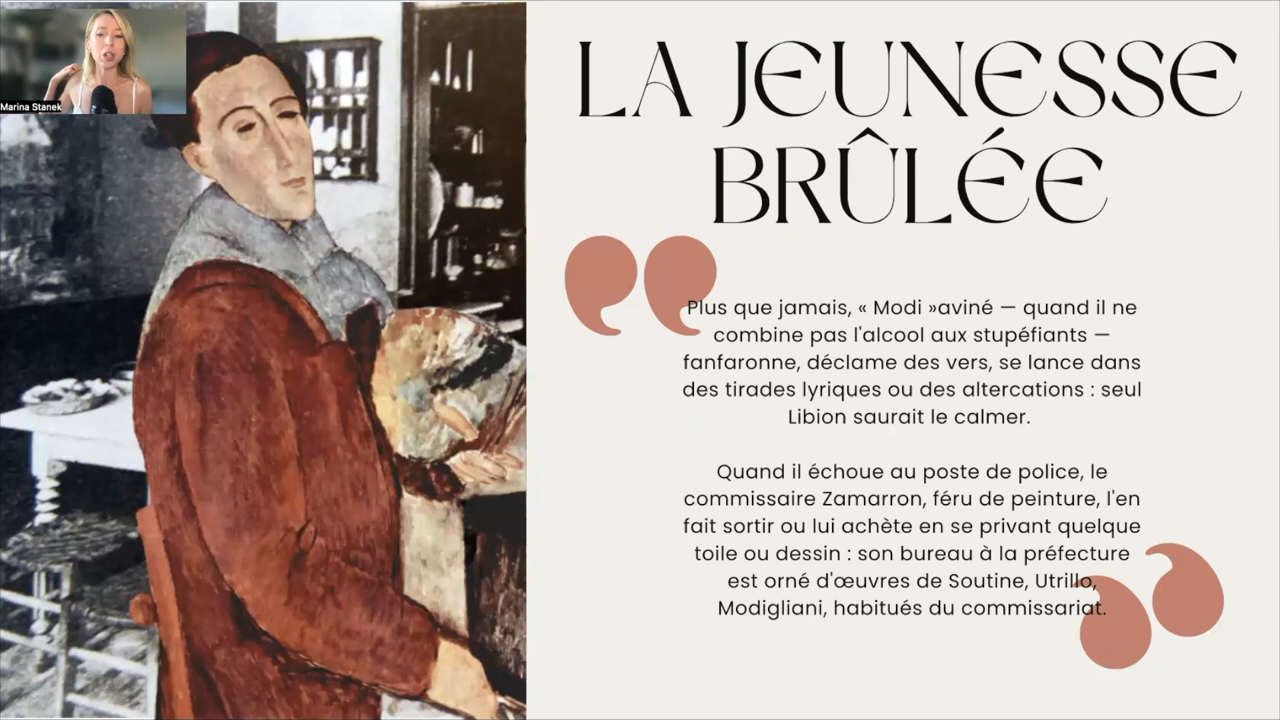 Marina Stanek
LA JEUNESSE
BRÛLÉE
Plus que jamais, « Modi »aviné — quand il ne
combine pas l'alcool aux stupéfiants —
fanfaronne, déclame des vers, se lance dans
des tirades lyriques ou des altercations : seul
Libion saurait le calmer.
Quand il échoue au poste de police, le
commissaire Zamarron, féru de peinture, l'en
fait sortir ou lui achète en se privant quelque
toile ou dessin : son bureau à la préfecture
est orné d'œuvres de Soutine, Utrillo,
Modigliani, habitués du commissariat.